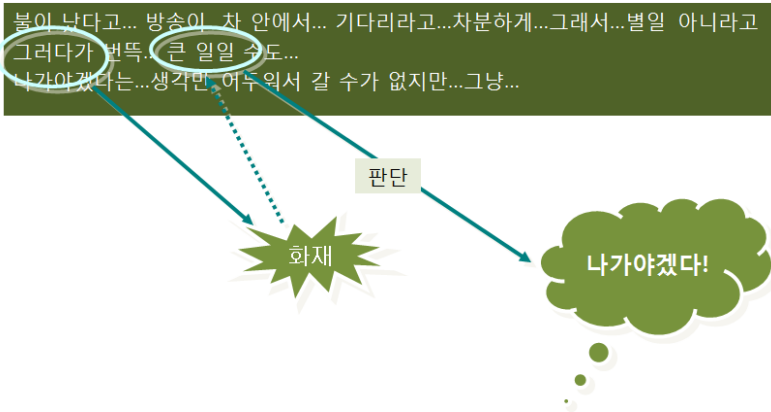 불이 났다고... 방송이. 차 안에서... 기다리라고...차분하게...그래서...별일 아니라고
그러다가 번뜩... 큰 일일 수도...
나가야겠다는...생각만 어두워서 갈 수가 없지만...그냥...
판단
화재
나가야겠다!